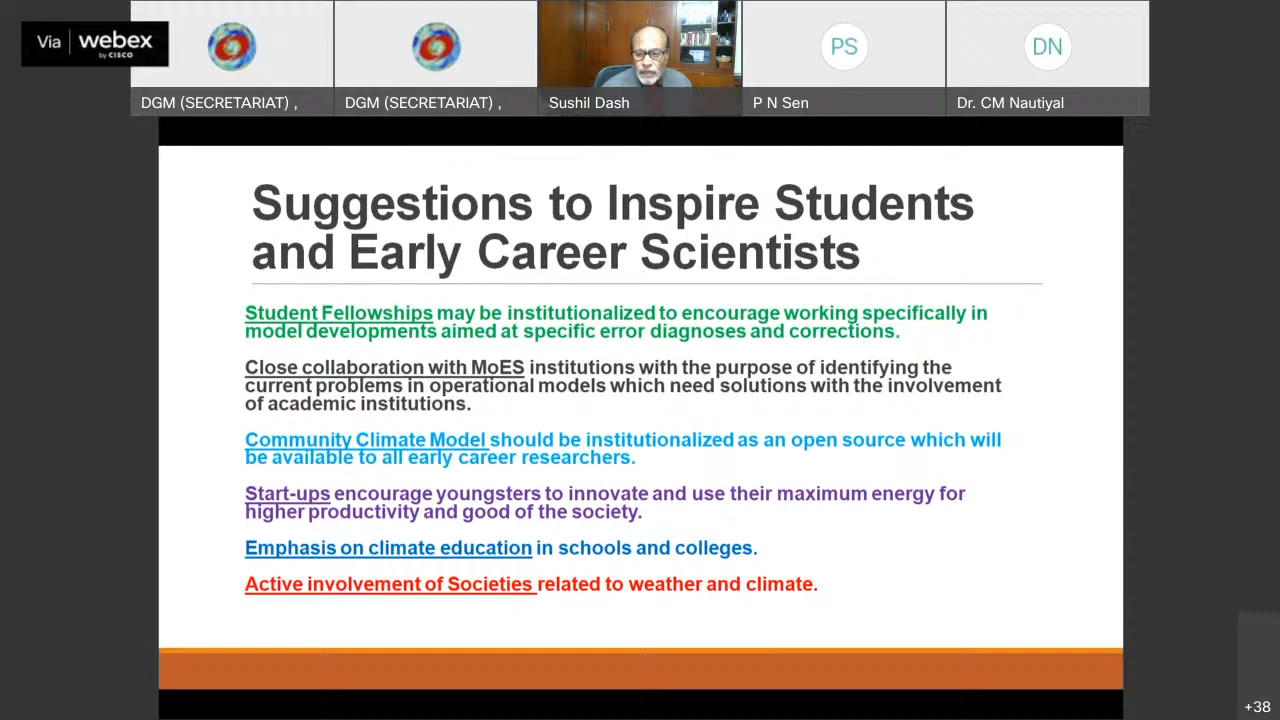 Via webex
by CISCO
DGM (SECRETARIAT) ,
DGM (SECRETARIAT) ,
Sushil Dash
PS
P N Sen
DN
Dr. CM Nautiyal
Suggestions to Inspire Students
and Early Career Scientists
Student Fellowships may be institutionalized to encourage working specifically in
model developments aimed at specific error diagnoses and corrections.
Close collaboration with MoES institutions with the purpose of identifying the
current problems in operational models which need solutions with the involvement
of academic institutions.
Community Climate Model should be institutionalized as an open source which will
be available to all early career researchers.
Start-ups encourage youngsters to innovate and use their maximum energy for
higher productivity and good of the society.
Emphasis on climate education in schools and colleges.
Active involvement of Societies related to weather and climate.
+38